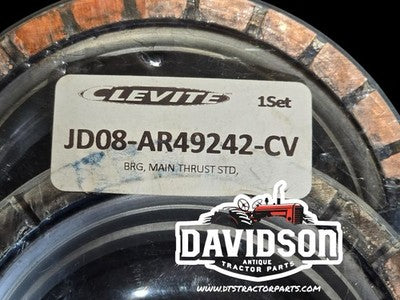 CLEVITE® 1Set
JD08-AR49242-CV
BRG, MAIN THRUST STD,
DAVIDSON
ANTIQUE
TRACTOR PARTS
WWW.DTSTRACTORPARTS.COM